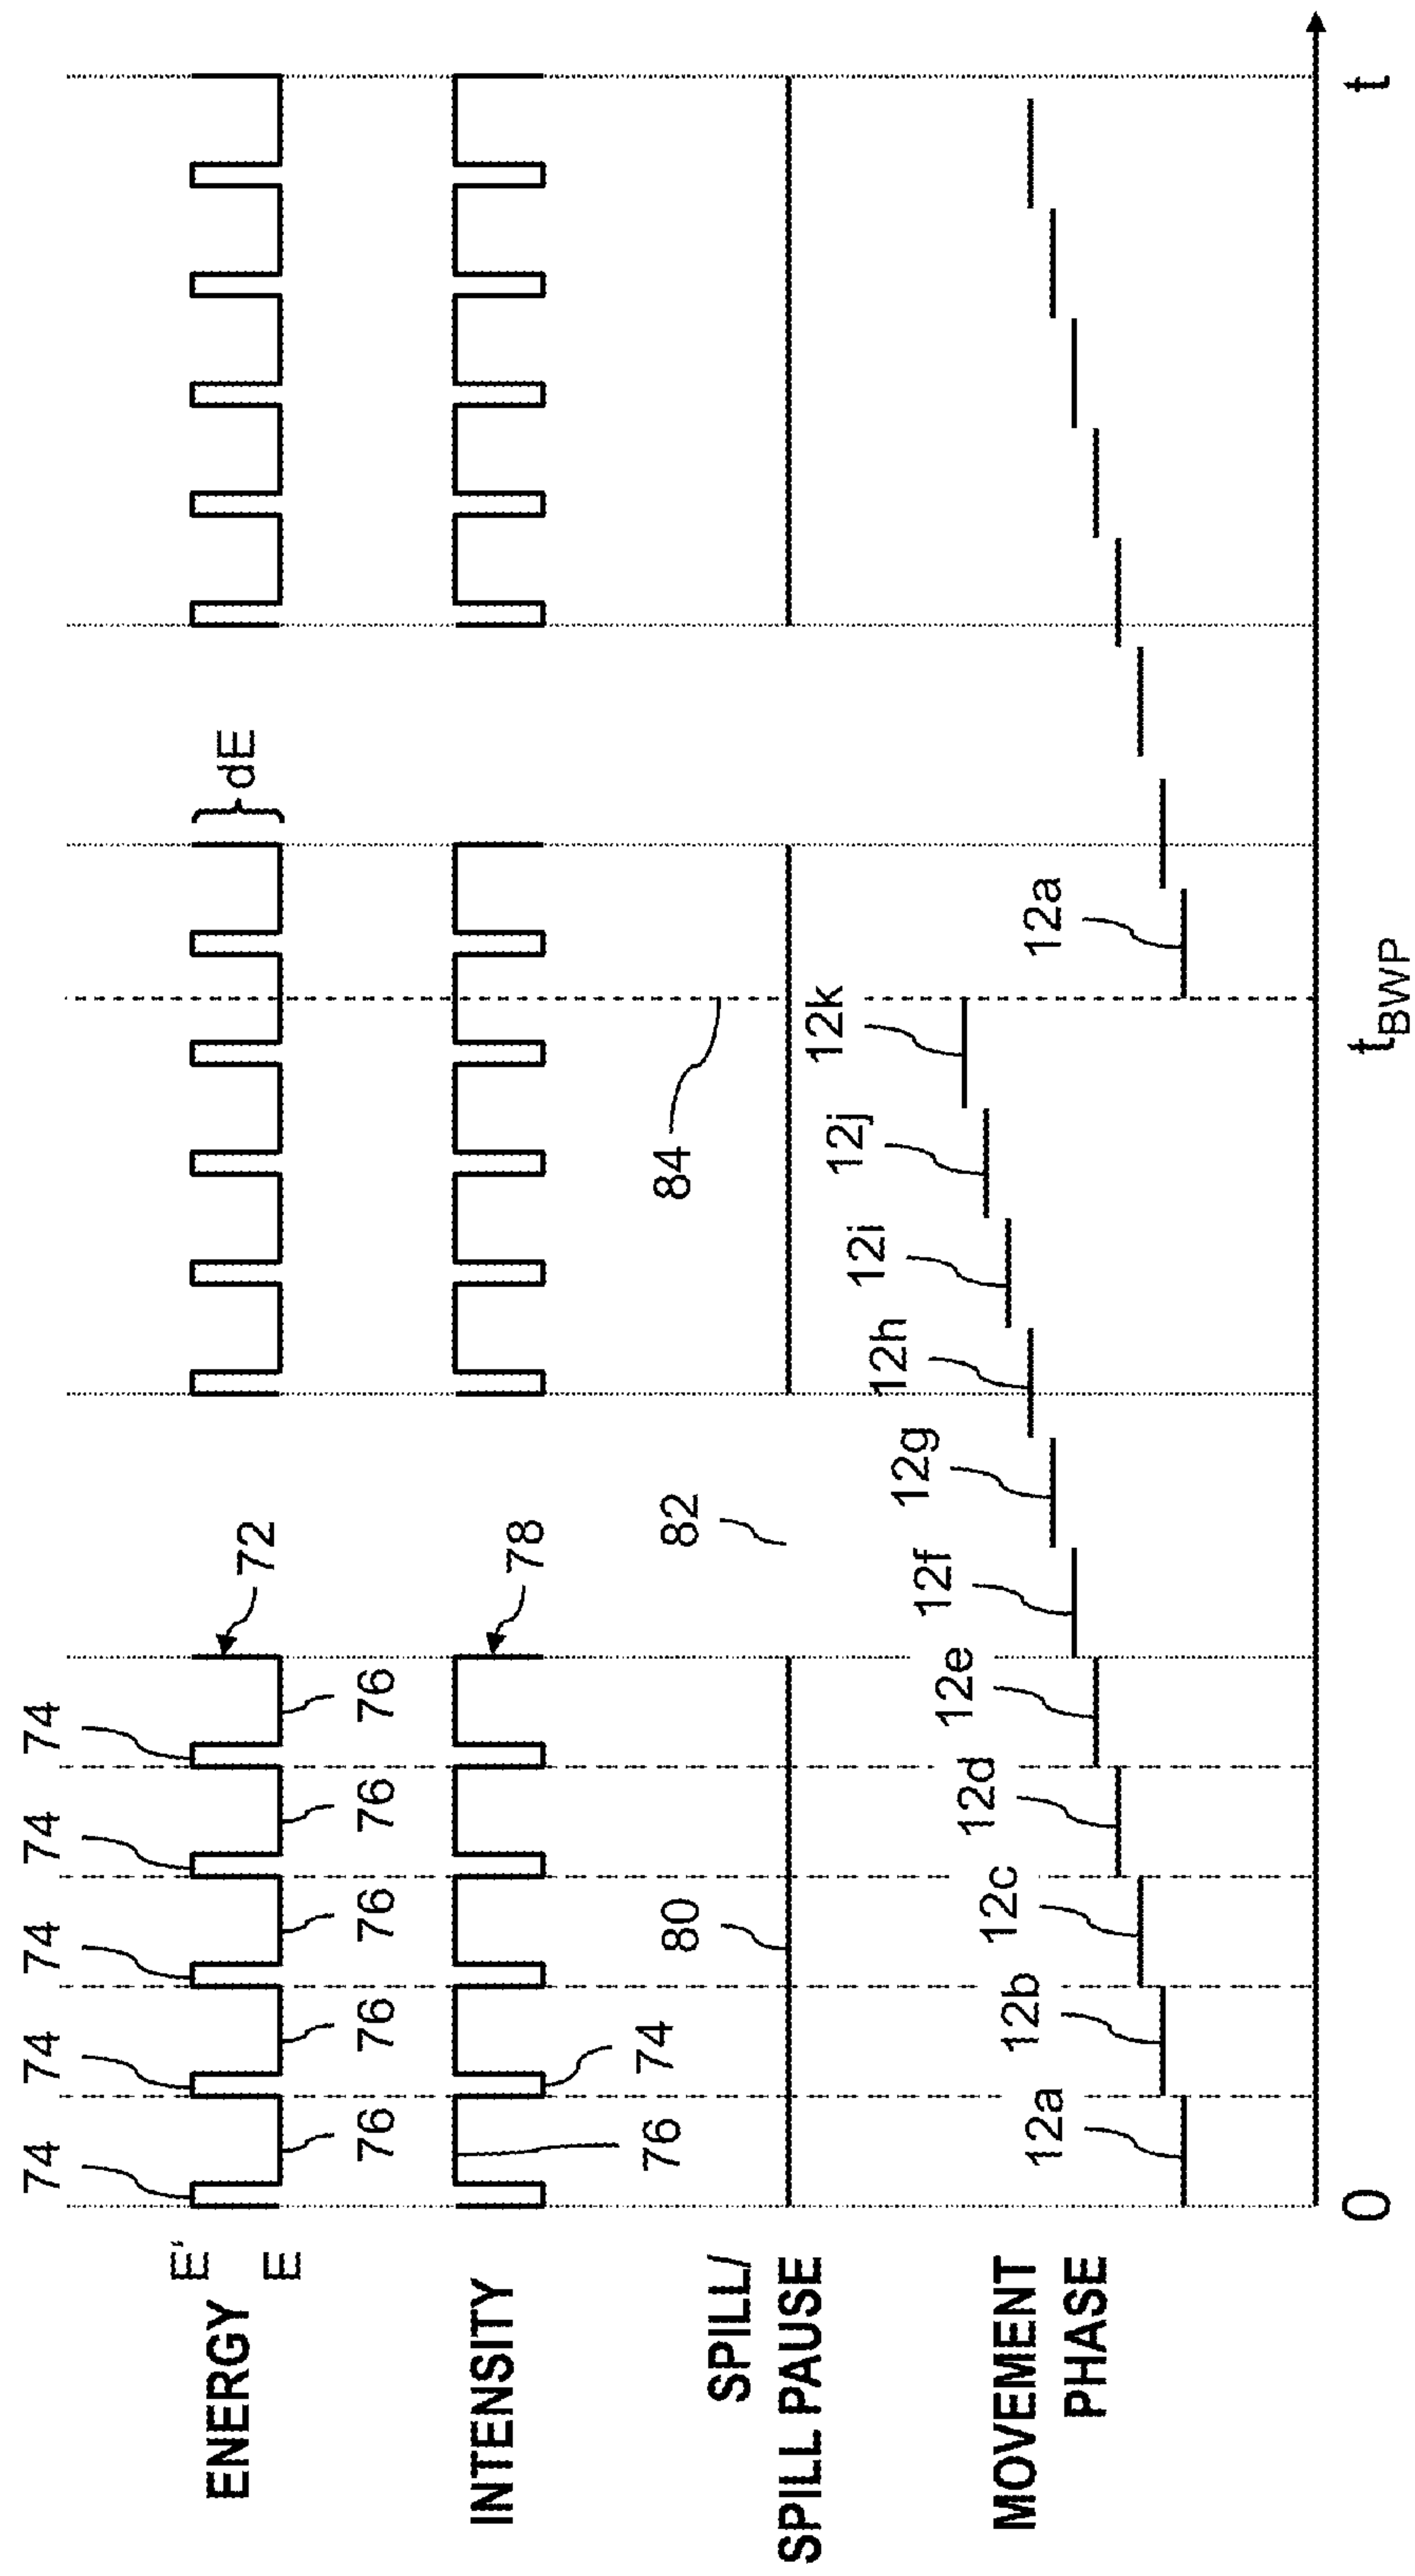 74 74 74 74 74
E'
ENERGY
E
72
dE
76 76 76 76 76
INTENSITY
78
76 74
SPILL/
SPILL PAUSE
80
82
84
MOVEMENT
PHASE
12a 12b 12c 12d 12e 12f 12g 12h 12i 12j 12k 12a
0
tBWP
t